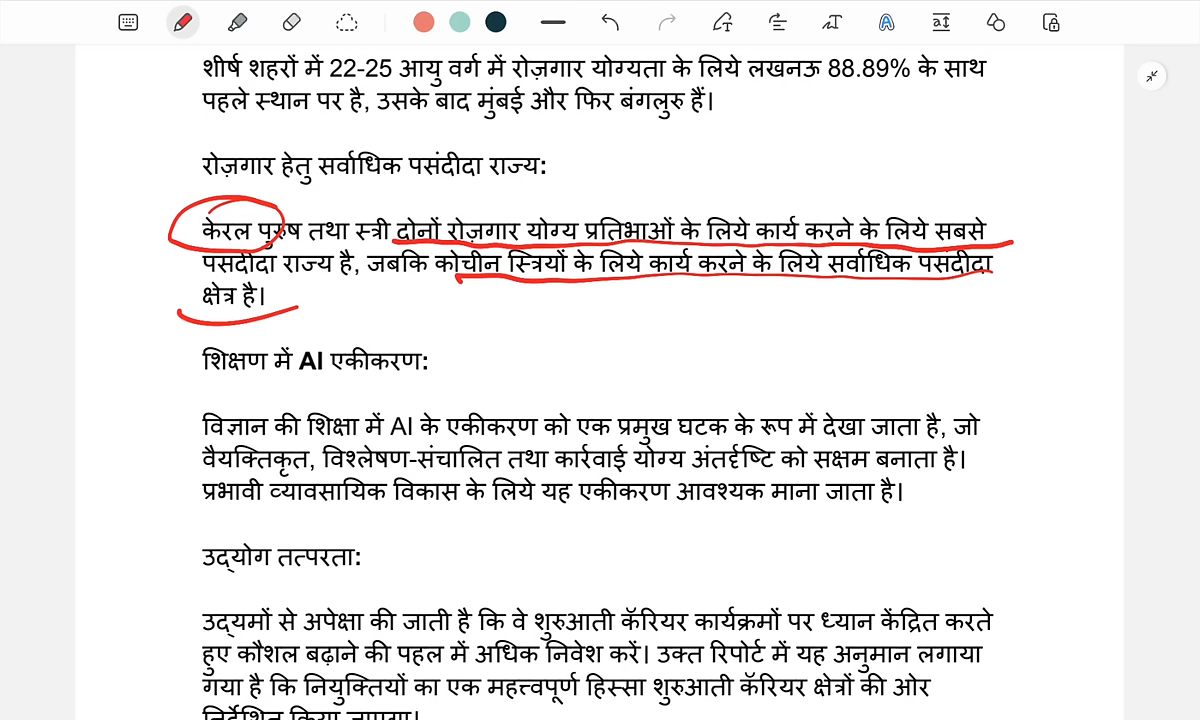 शीर्ष शहरों में 22-25 आयु वर्ग में रोज़गार योग्यता के लिये लखनऊ 88.89% के साथ
पहले स्थान पर है, उसके बाद मुंबई और फिर बंगलुरु हैं।
रोज़गार हेतु सर्वाधिक पसंदीदा राज्य:
केरल पुरुष तथा स्त्री दोनों रोज़गार योग्य प्रतिभाओं के लिये कार्य करने के लिये सबसे
पसंदीदा राज्य है, जबकि कोचीन स्त्रियों के लिये कार्य करने के लिये सर्वाधिक पसंदीदा
क्षेत्र है।
शिक्षण में AI एकीकरण:
विज्ञान की शिक्षा में AI के एकीकरण को एक प्रमुख घटक के रूप में देखा जाता है, जो
वैयक्तिकृत, विश्लेषण-संचालित तथा कार्रवाई योग्य अंतर्दृष्टि को सक्षम बनाता है।
प्रभावी व्यावसायिक विकास के लिये यह एकीकरण आवश्यक माना जाता है।
उद्योग तत्परता:
उद्यमों से अपेक्षा की जाती है कि वे शुरुआती कॅरियर कार्यक्रमों पर ध्यान केंद्रित करते
हुए कौशल बढ़ाने की पहल में अधिक निवेश करें। उक्त रिपोर्ट में यह अनुमान लगाया
गया है कि नियुक्तियों का एक महत्त्वपूर्ण हिस्सा शुरुआती कॅरियर क्षेत्रों की ओर
निर्देशित किया जाएगा।